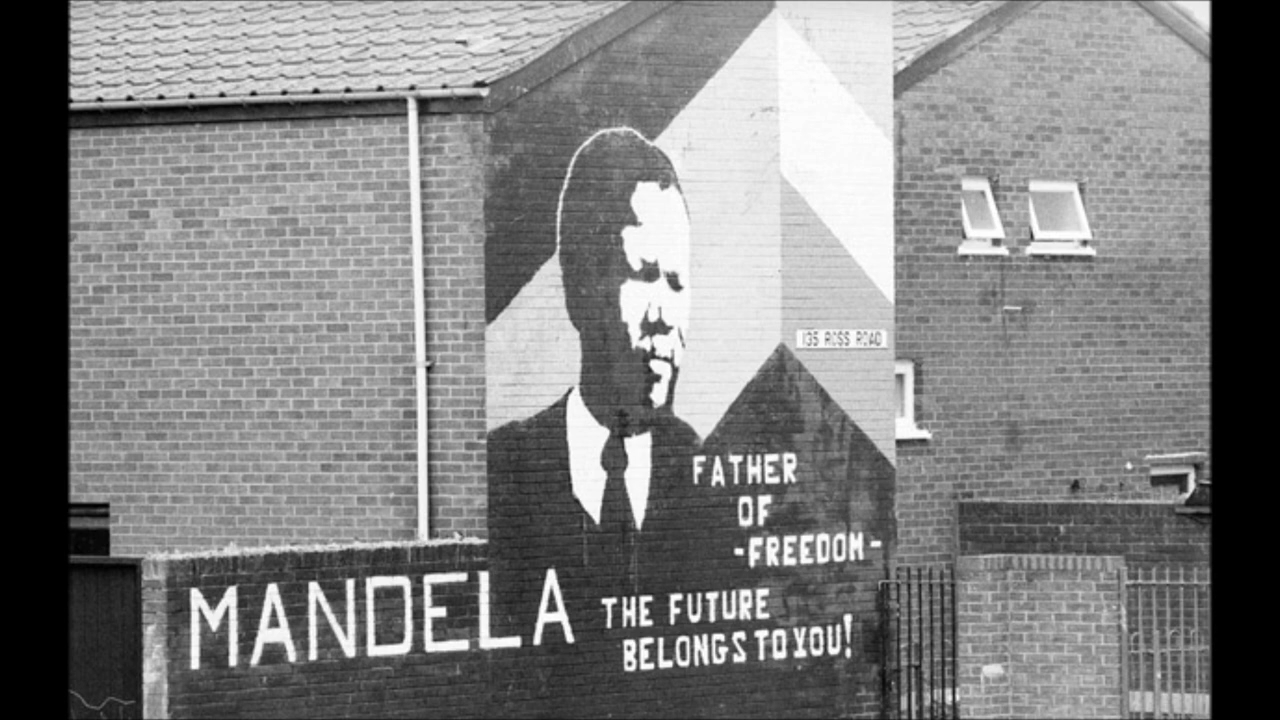 135 ROSS ROAD
FATHER
OF
-FREEDOM-
MANDELA
THE FUTURE
BELONGS TO YOU!